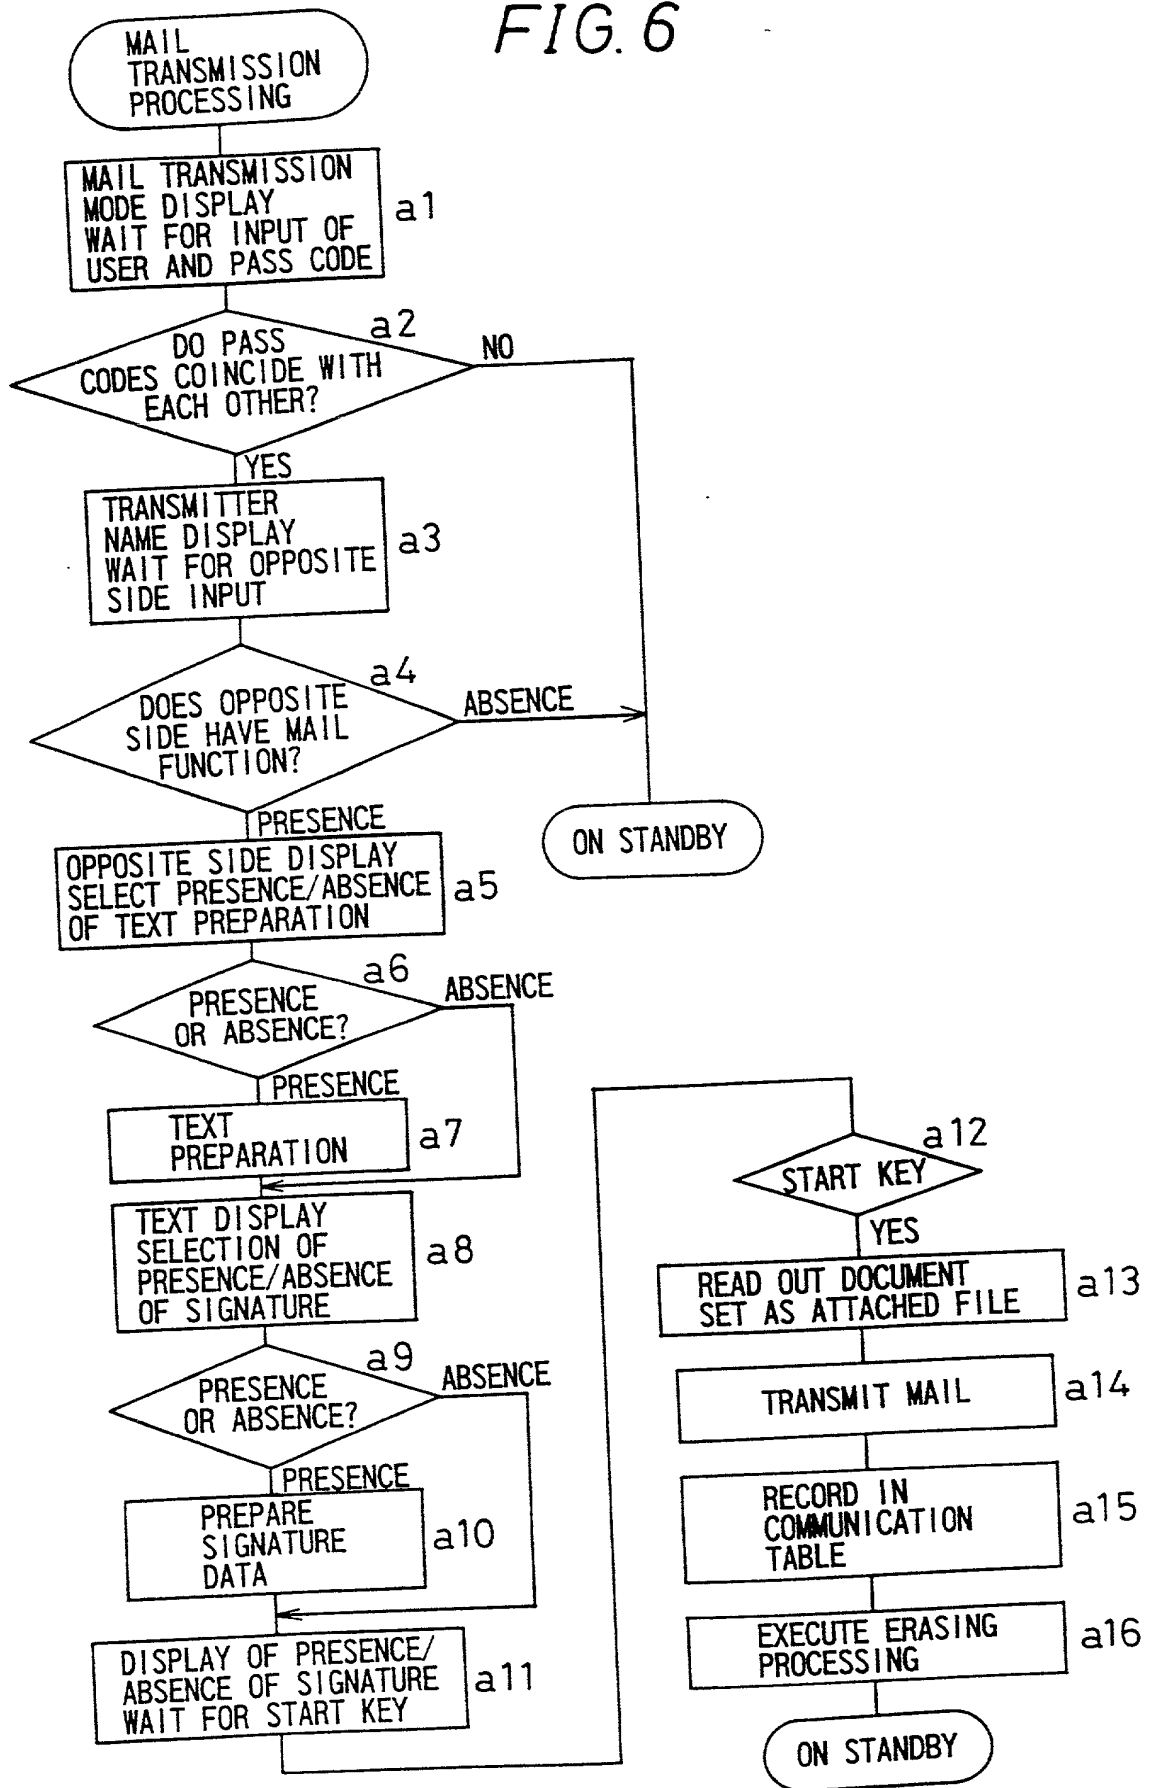 FIG. 6
MAIL
TRANSMISSION
PROCESSING
MAIL TRANSMISSION
MODE DISPLAY
WAIT FOR INPUT OF
USER AND PASS CODE
a1
a2
DO PASS
CODES COINCIDE WITH
EACH OTHER?
NO
YES
TRANSMITTER
NAME DISPLAY
WAIT FOR OPPOSITE
SIDE INPUT
a3
a4
DOES OPPOSITE
SIDE HAVE MAIL
FUNCTION?
ABSENCE
PRESENCE
ON STANDBY
OPPOSITE SIDE DISPLAY
SELECT PRESENCE/ABSENCE
OF TEXT PREPARATION
a5
a6
PRESENCE
OR ABSENCE?
ABSENCE
PRESENCE
TEXT
PREPARATION
a7
TEXT DISPLAY
SELECTION OF
PRESENCE/ABSENCE
OF SIGNATURE
a8
a9
PRESENCE
OR ABSENCE?
ABSENCE
PRESENCE
PREPARE
SIGNATURE
DATA
a10
DISPLAY OF PRESENCE/
ABSENCE OF SIGNATURE
WAIT FOR START KEY
a11
a12
START KEY
YES
READ OUT DOCUMENT
SET AS ATTACHED FILE
a13
TRANSMIT MAIL
a14
RECORD IN
COMMUNICATION
TABLE
a15
EXECUTE ERASING
PROCESSING
a16
ON STANDBY